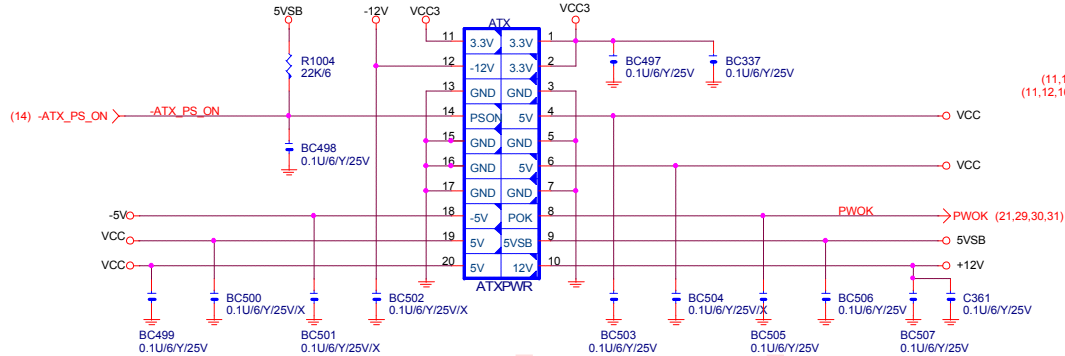 5VSB
-12V
VCC3
VCC3
ATX
11 3.3V 3.3V 1
12 -12V 3.3V 2
13 GND GND 3
14 PSON 5V 4
15 GND GND 5
16 GND 5V 6
17 GND GND 7
18 -5V POK 8
19 5V 5VSB 9
20 5V 12V 10
ATXPWR
R1004
22K/6
BC497
0.1U/6/Y/25V
BC337
0.1U/6/Y/25V
(11,1
(11,12,1
(14) -ATX_PS_ON
-ATX_PS_ON
BC498
0.1U/6/Y/25V
VCC
VCC
-5V
VCC
VCC
PWOK
PWOK (21,29,30,31)
5VSB
+12V
BC499
0.1U/6/Y/25V
BC500
0.1U/6/Y/25V/X
BC501
0.1U/6/Y/25V/X
BC502
0.1U/6/Y/25V/X
BC503
0.1U/6/Y/25V
BC504
0.1U/6/Y/25V/X
BC505
0.1U/6/Y/25V
BC506
0.1U/6/Y/25V
BC507
0.1U/6/Y/25V
C361
0.1U/6/Y/25V